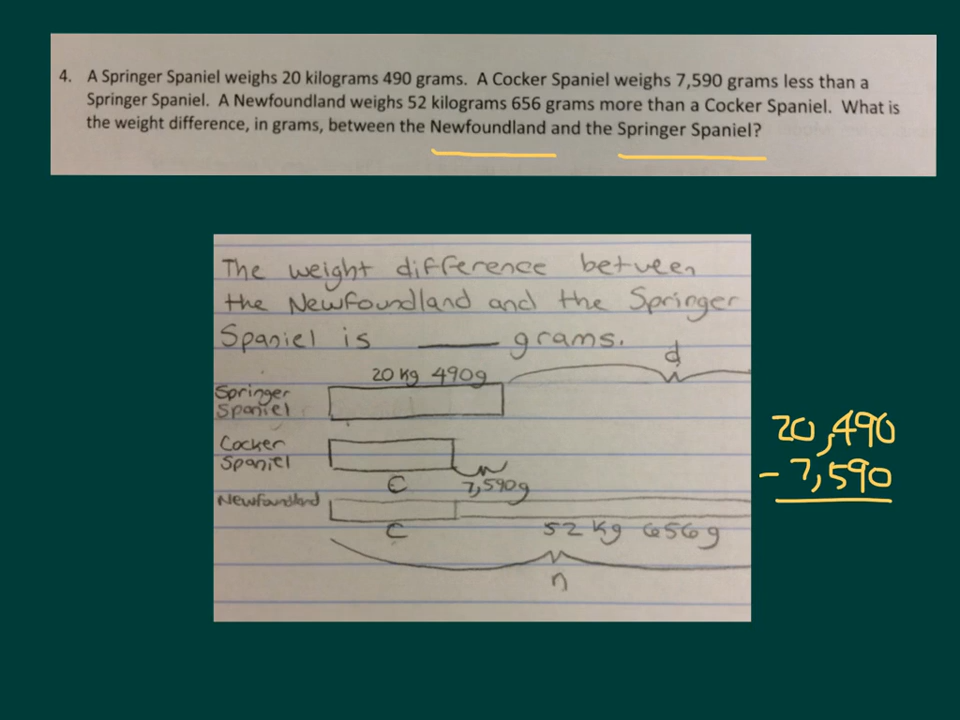 4. A Springer Spaniel weighs 20 kilograms 490 grams. A Cocker Spaniel weighs 7,590 grams less than a
Springer Spaniel. A Newfoundland weighs 52 kilograms 656 grams more than a Cocker Spaniel. What is
the weight difference, in grams, between the Newfoundland and the Springer Spaniel?
The weight difference between
the Newfoundland and the Springer
Spaniel is ____ grams.
d
20 kg 490g
Springer
Spaniel
Cocker
Spaniel
C
7,590g
Newfoundland
C
52 kg 656g
n
20,490
- 7,590